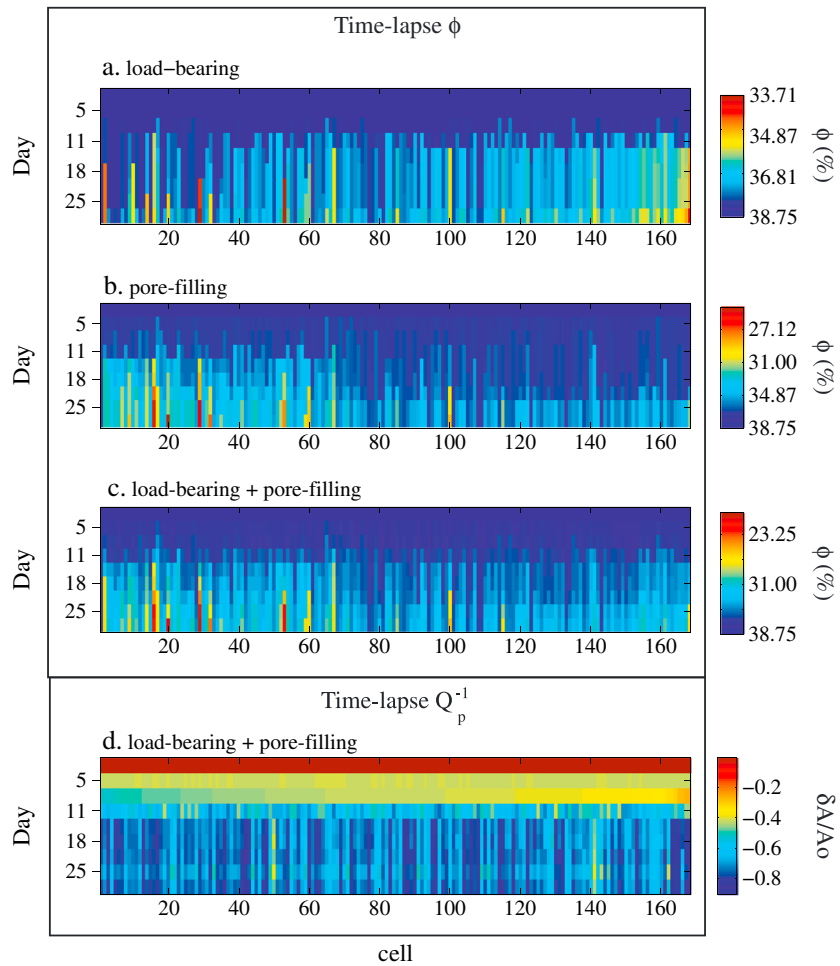 Time-lapse ϕ
a. load-bearing
33.71
5
34.87
11
Day
ϕ (%)
18
36.81
25
38.75
20 40 60 80 100 120 140 160
b. pore-filling
5
27.12
11
31.00
Day
ϕ (%)
18
34.87
25
38.75
20 40 60 80 100 120 140 160
c. load-bearing + pore-filling
5
23.25
11
Day
ϕ (%)
18
31.00
25
38.75
20 40 60 80 100 120 140 160
Time-lapse Q_p^-1
d. load-bearing + pore-filling
5
−0.2
11
−0.4
Day
δA/Ao
18
−0.6
25
−0.8
20 40 60 80 100 120 140 160
cell